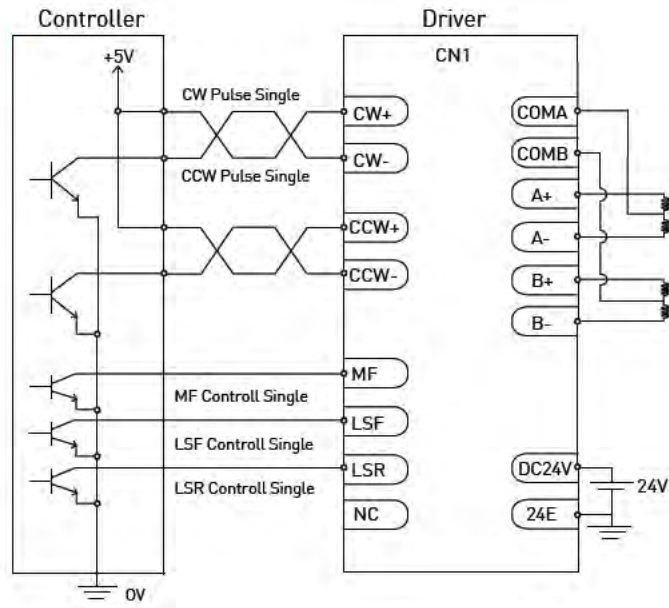 Controller
Driver
+5V
CN1
CW Pulse Single
CW+
COMA
CCW Pulse Single
CW-
COMB
A+
CCW+
A-
CCW-
B+
B-
MF
MF Controll Single
LSF
LSF Controll Single
LSR
DC24V
LSR Controll Single
24V
NC
24E
0V